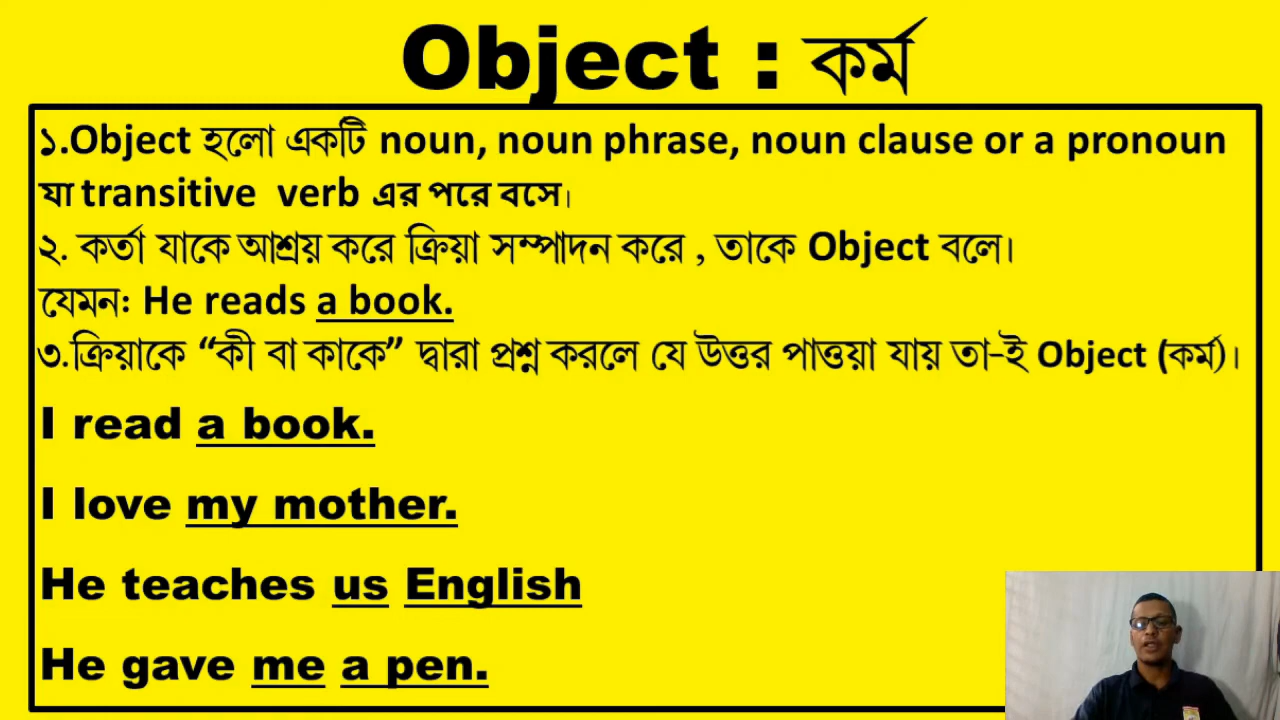 Object : কর্ম
১.Object হলো একটি noun, noun phrase, noun clause or a pronoun
যা transitive verb এর পরে বসে।
২. কর্তা যাকে আশ্রয় করে ক্রিয়া সম্পাদন করে , তাকে Object বলে।
যেমনঃ He reads a book.
৩.ক্রিয়াকে “কী বা কাকে” দ্বারা প্রশ্ন করলে যে উত্তর পাত্তয়া যায় তা-ই Object (কর্ম)।
I read a book.
I love my mother.
He teaches us English
He gave me a pen.